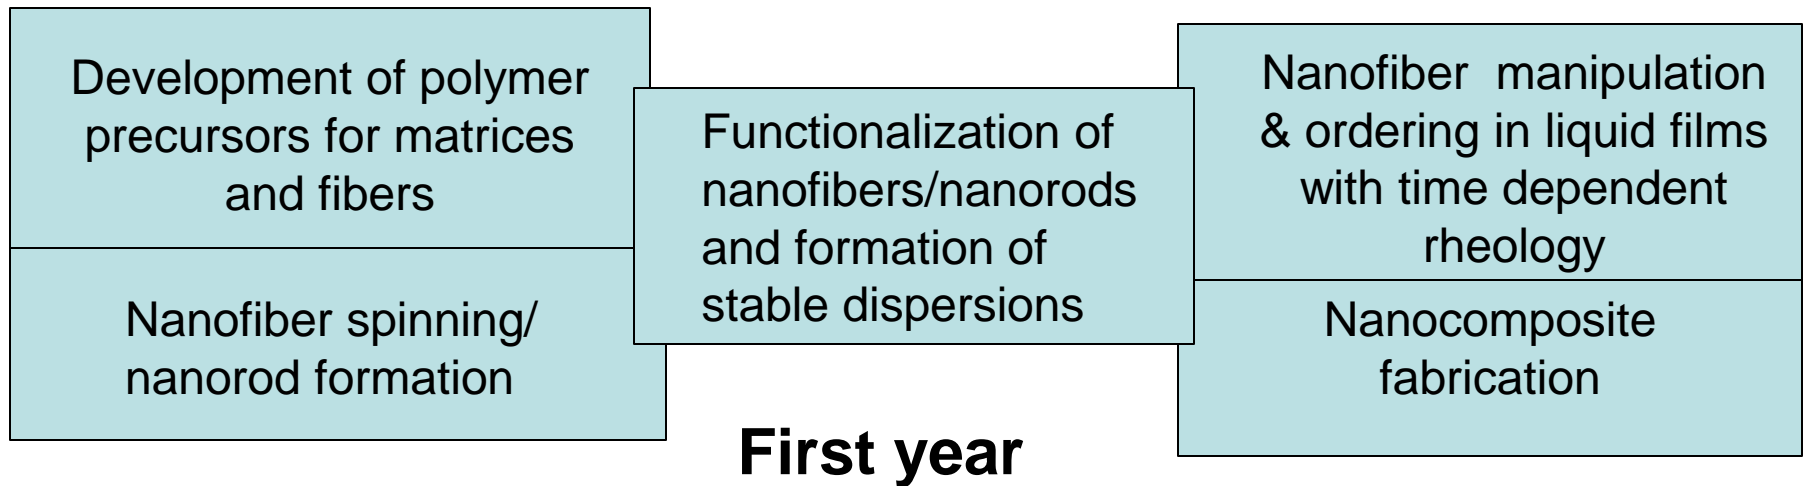 Development of polymer
precursors for matrices
and fibers
Nanofiber spinning/
nanorod formation
Functionalization of
nanofibers/nanorods
and formation of
stable dispersions
Nanofiber manipulation
& ordering in liquid films
with time dependent
rheology
Nanocomposite
fabrication
First year